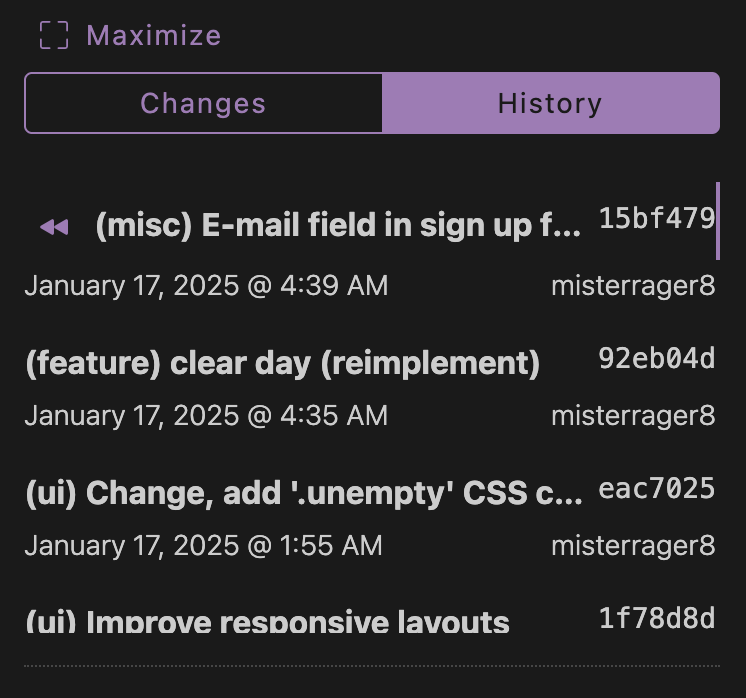 Maximize
Changes History
(misc) E-mail field in sign up f... 15bf479
January 17, 2025 @ 4:39 AM misterrager8
(feature) clear day (reimplement) 92eb04d
January 17, 2025 @ 4:35 AM misterrager8
(ui) Change, add '.unempty' CSS c... eac7025
January 17, 2025 @ 1:55 AM misterrager8
(ui) Improve responsive layouts 1f78d8d